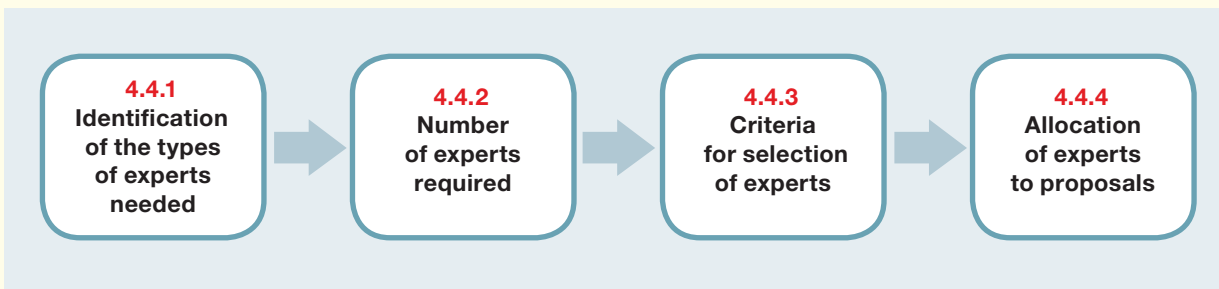 4.4.1
Identification
of the types
of experts
needed
4.4.2
Number
of experts
required
4.4.3
Criteria
for selection
of experts
4.4.4
Allocation
of experts
to proposals